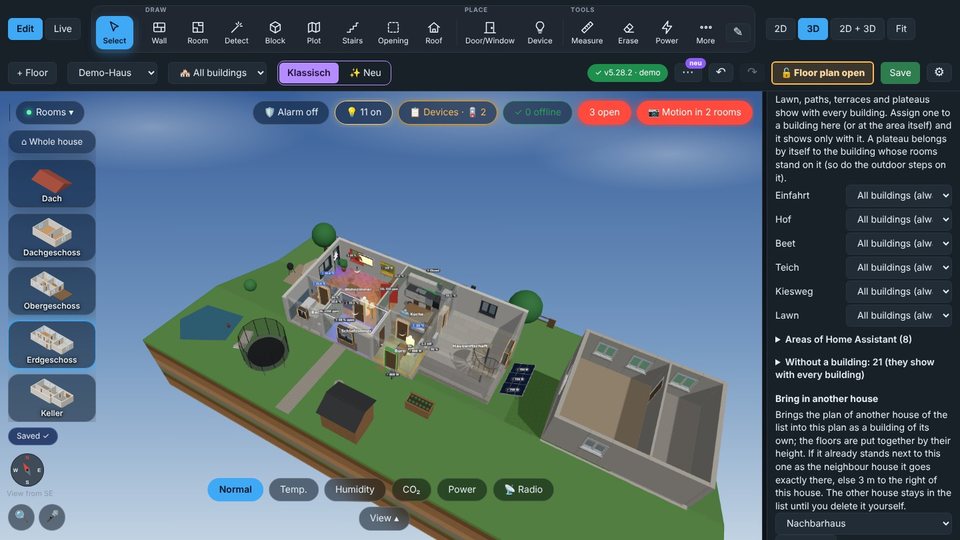 Edit
Live
DRAW
Select
Wall
Room
Detect
Block
Plot
Stairs
Opening
Roof
PLACE
Door/Window
Device
TOOLS
Measure
Erase
Power
More
2D
3D
2D + 3D
Fit
+ Floor
Demo-Haus
All buildings
Klassisch
Neu
✓ v5.28.2 · demo
neu
Floor plan open
Save
Rooms ▾
Alarm off
11 on
Devices · 2
✓ 0 offline
3 open
Motion in 2 rooms
⌂ Whole house
Dach
Dachgeschoss
Obergeschoss
Erdgeschoss
Keller
Saved ✓
N
W
E
S
View from SE
Küche
Büro
Hauswirtschaft
Normal
Temp.
Humidity
CO₂
Power
Radio
View ▴
Lawn, paths, terraces and plateaus
show with every building. Assign one to
a building here (or at the area itself) and
it shows only with it. A plateau belongs
by itself to the building whose rooms
stand on it (so do the outdoor steps on
it).
Einfahrt All buildings (alw
Hof All buildings (alw
Beet All buildings (alw
Teich All buildings (alw
Kiesweg All buildings (alw
Lawn All buildings (alw
▸ Areas of Home Assistant (8)
▸ Without a building: 21 (they show
with every building)
Bring in another house
Brings the plan of another house of the
list into this plan as a building of its
own; the floors are put together by their
height. If it already stands next to this
one as the neighbour house it goes
exactly there, else 3 m to the right of
this house. The other house stays in the
list until you delete it yourself.
Nachbarhaus